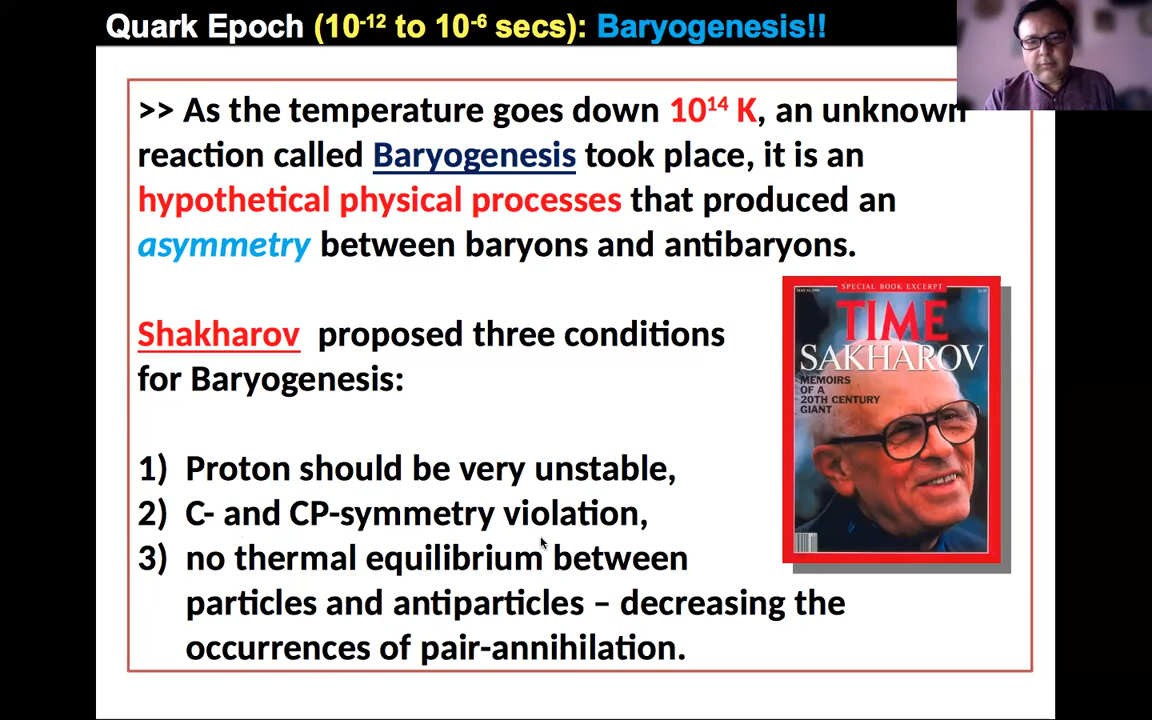 Quark Epoch (10⁻¹² to 10⁻⁶ secs): Baryogenesis!!
>> As the temperature goes down 10¹⁴ K, an unknown
reaction called Baryogenesis took place, it is an
hypothetical physical processes that produced an
asymmetry between baryons and antibaryons.
Shakharov proposed three conditions
for Baryogenesis:
1) Proton should be very unstable,
2) C- and CP-symmetry violation,
3) no thermal equilibrium between
particles and antiparticles – decreasing the
occurrences of pair-annihilation.
SPECIAL BOOK EXCERPT
TIME
SAKHAROV
MEMOIRS
OF A
20TH CENTURY
GIANT